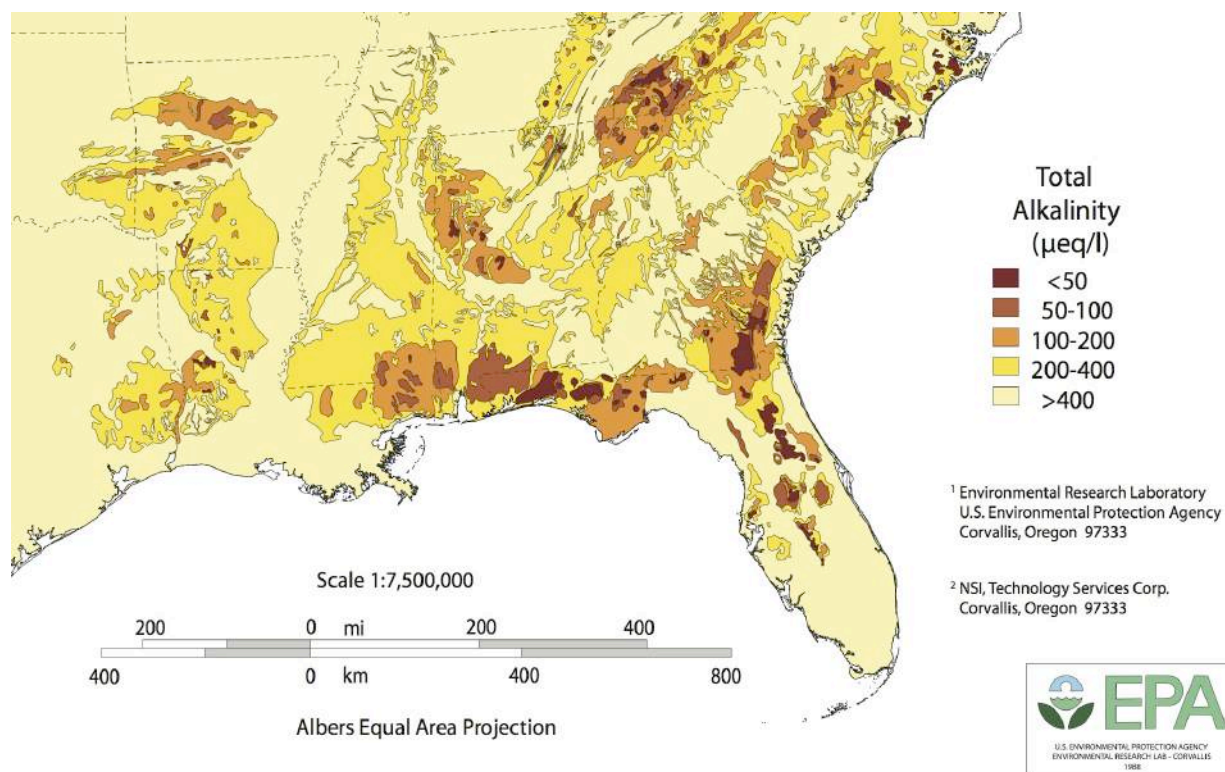 Total
Alkalinity
(μeq/l)
<50
50-100
100-200
200-400
>400
¹ Environmental Research Laboratory
U.S. Environmental Protection Agency
Corvallis, Oregon 97333
² NSI, Technology Services Corp.
Corvallis, Oregon 97333
Scale 1:7,500,000
200 0 mi 200 400
400 0 km 400 800
Albers Equal Area Projection
EPA
U.S. ENVIRONMENTAL PROTECTION AGENCY
ENVIRONMENTAL RESEARCH LAB - CORVALLIS
1988